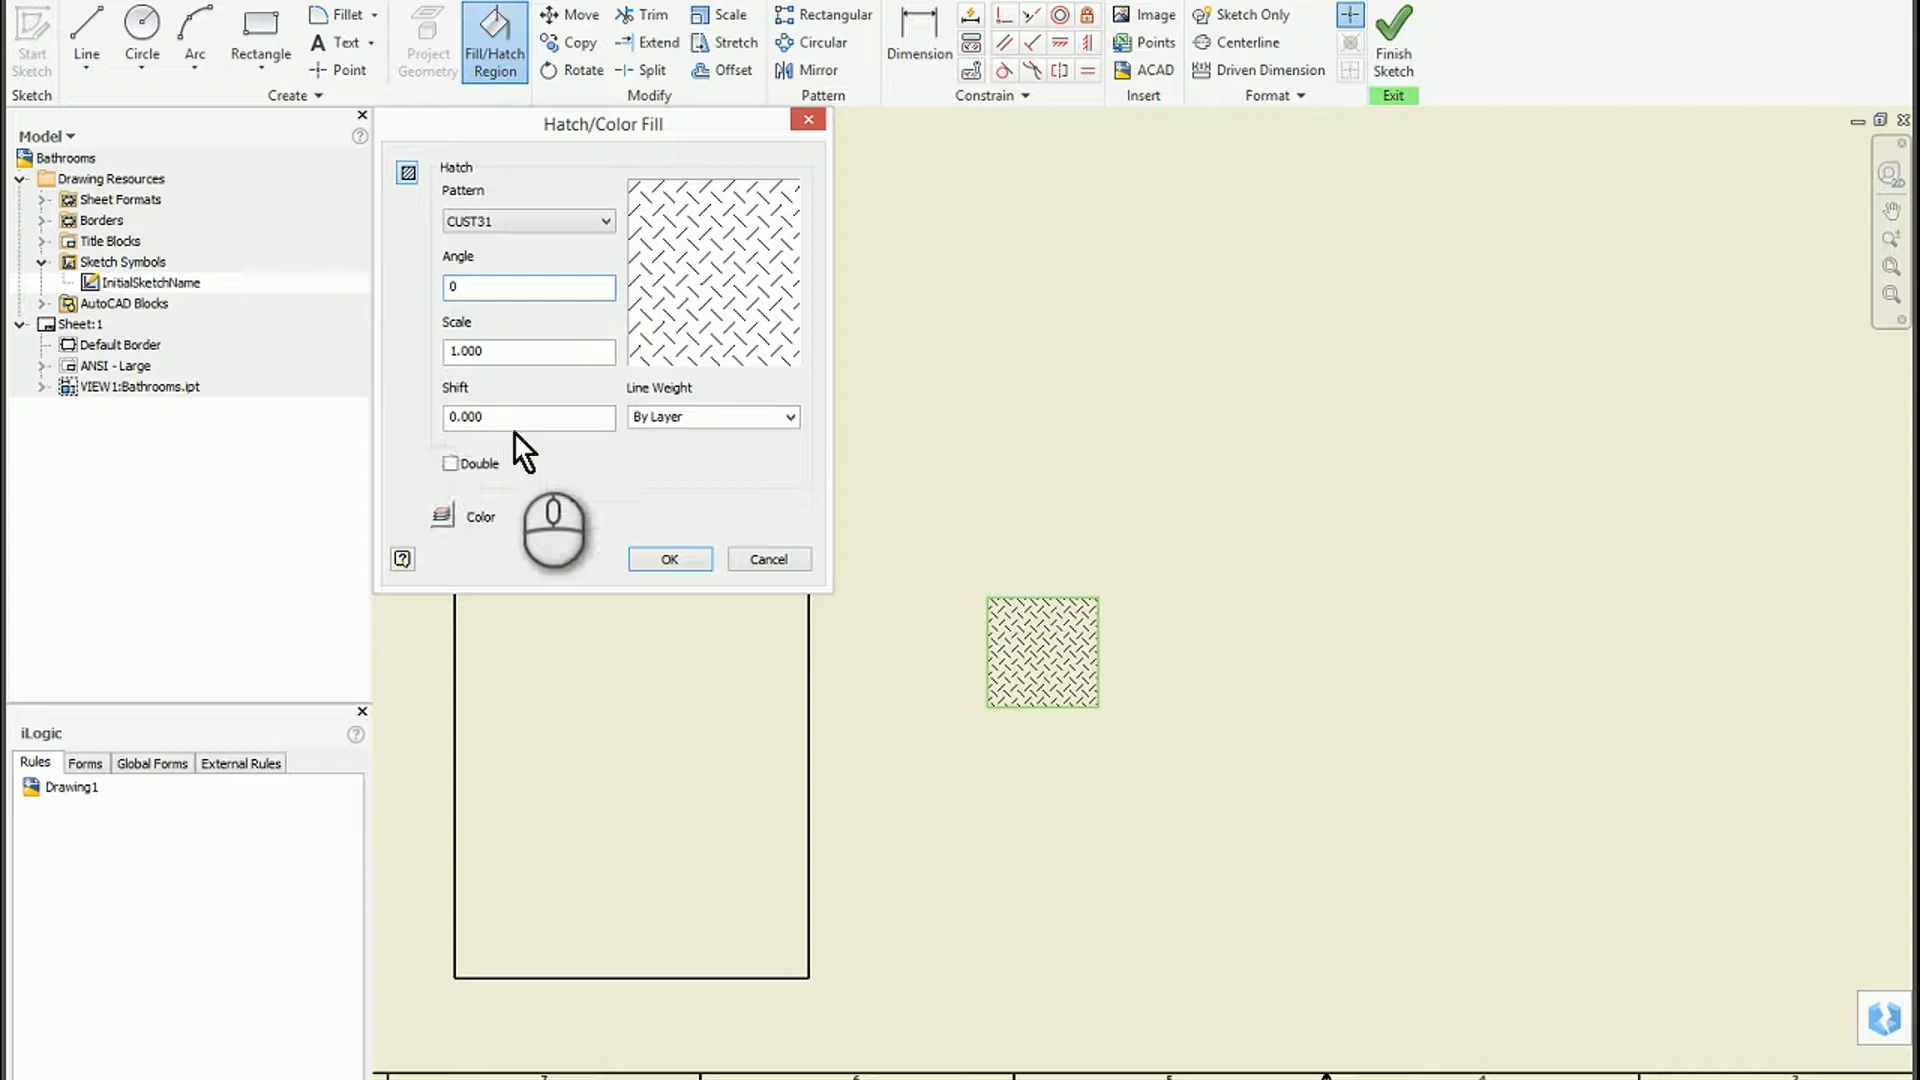 Start
Sketch
Line
Circle
Arc
Rectangle
Fillet
Text
Point
Project
Geometry
Fill/Hatch
Region
Move
Copy
Rotate
Trim
Extend
Split
Scale
Stretch
Offset
Rectangular
Circular
Mirror
Dimension
Image
Points
ACAD
Sketch Only
Centerline
Driven Dimension
Finish
Sketch
Sketch
Create
Modify
Pattern
Constrain
Insert
Format
Exit
Model
Bathrooms
Drawing Resources
Sheet Formats
Borders
Title Blocks
Sketch Symbols
InitialSketchName
AutoCAD Blocks
Sheet:1
Default Border
ANSI - Large
VIEW1:Bathrooms.ipt
Hatch/Color Fill
Hatch
Pattern
CUST31
Angle
0
Scale
1.000
Shift
0.000
Line Weight
By Layer
Double
Color
OK
Cancel
2D
iLogic
Rules
Forms
Global Forms
External Rules
Drawing1